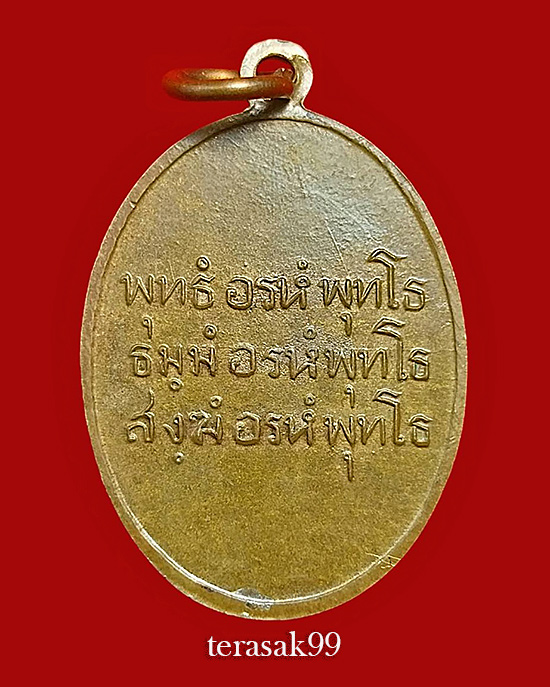 พุทธํ อรหํ พุทโธ
ธมฺมํ อรหํ พุทโธ
สงฺฆํ อรหํ พุทโธ
terasak99